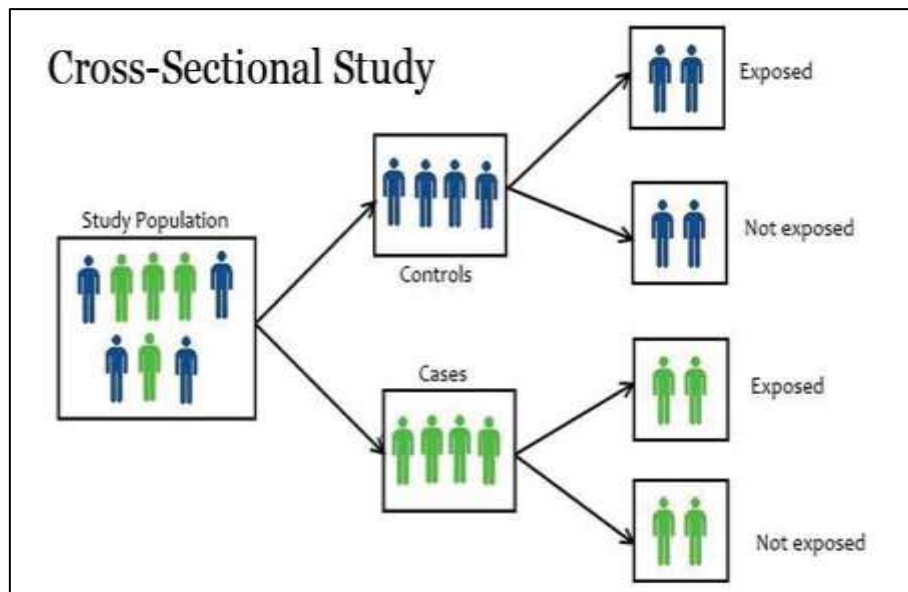 Cross-Sectional Study
Study Population
Controls
Cases
Exposed
Not exposed
Exposed
Not exposed